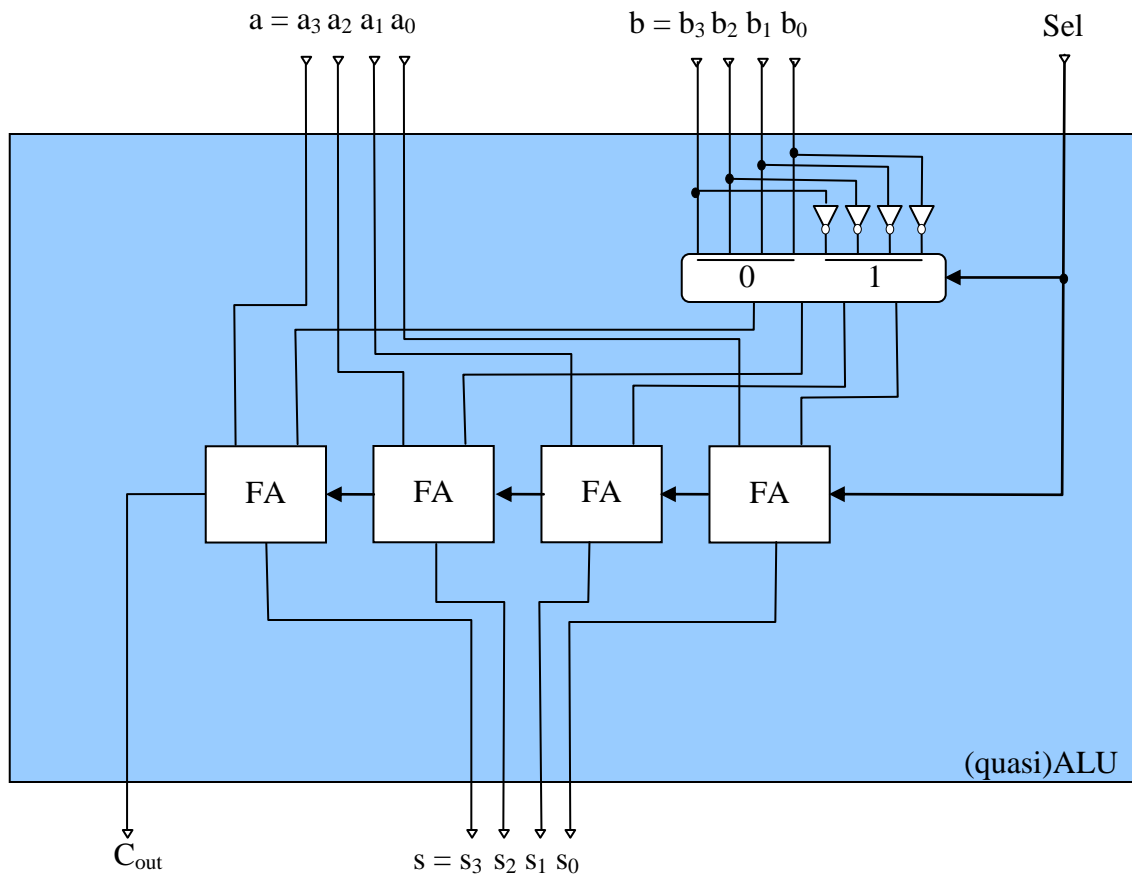 a = a₃ a₂ a₁ a₀
b = b₃ b₂ b₁ b₀
Sel
0
1
FA
FA
FA
FA
(quasi)ALU
Cout
s = s₃ s₂ s₁ s₀